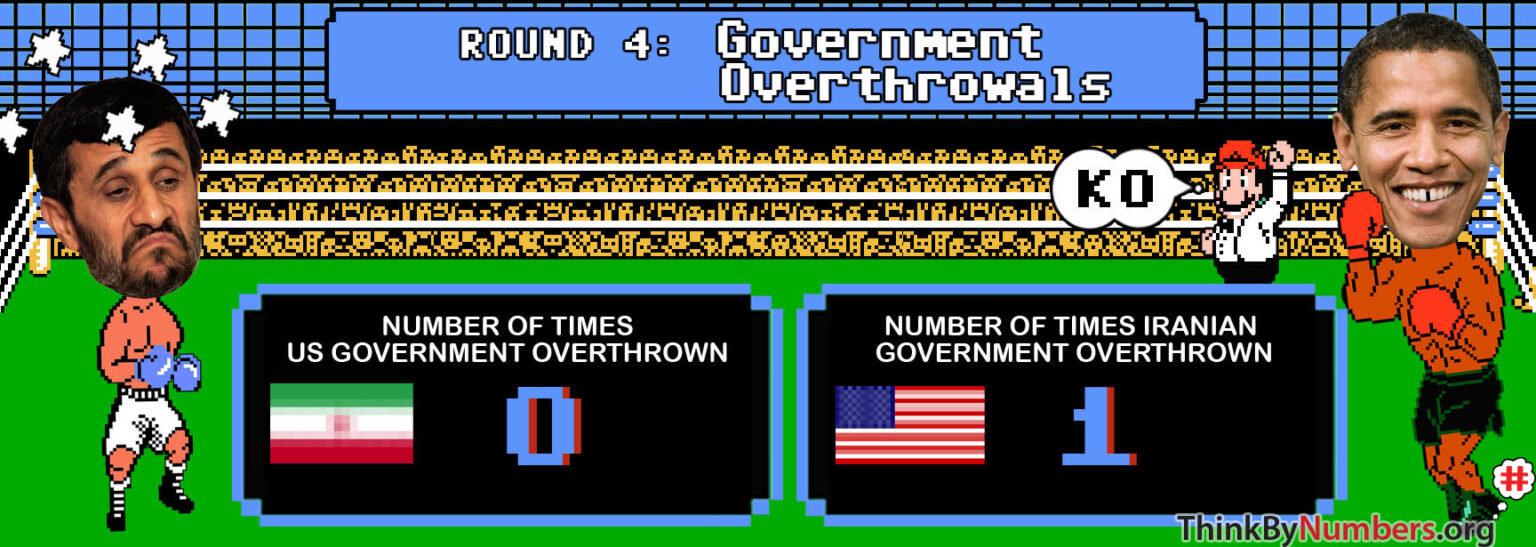 ROUND 4: Government
Overthrowals
KO
NUMBER OF TIMES
US GOVERNMENT OVERTHROWN
0
NUMBER OF TIMES IRANIAN
GOVERNMENT OVERTHROWN
1
#
ThinkByNumbers.org